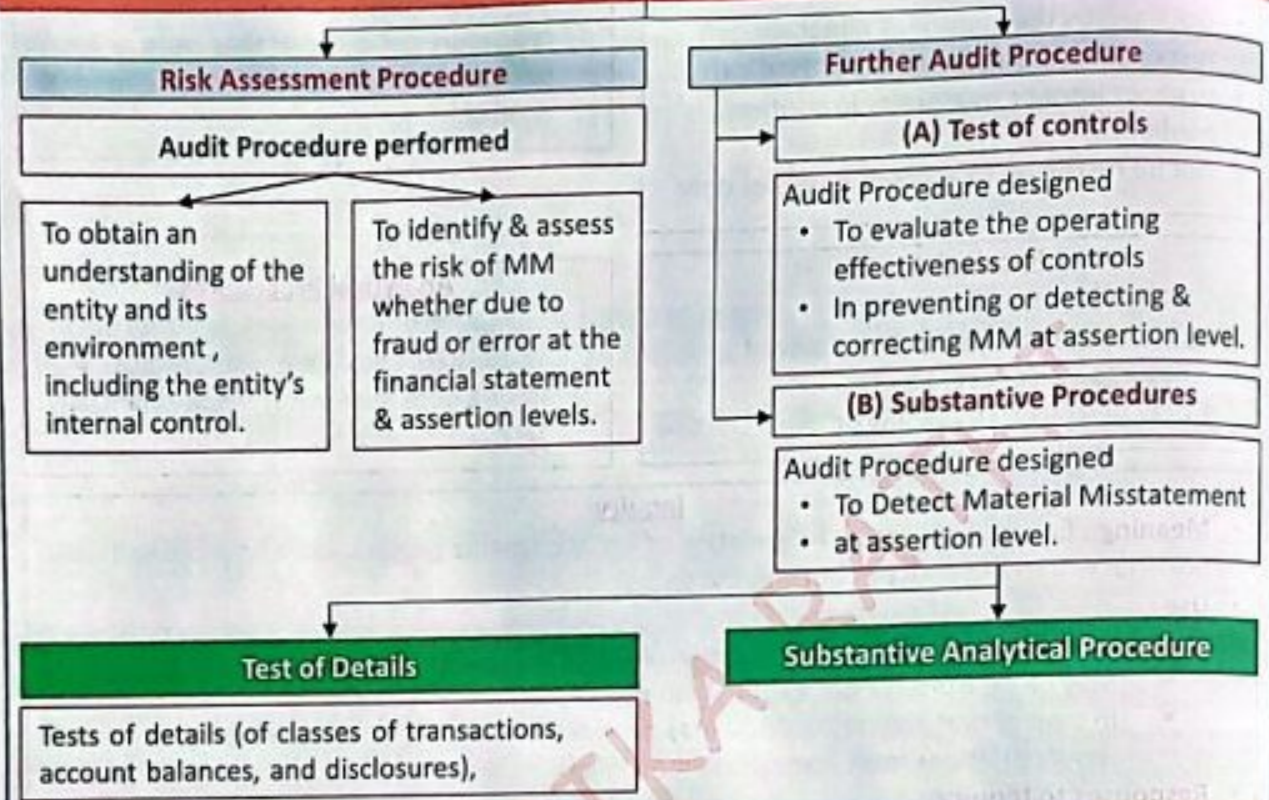 Risk Assessment Procedure
Audit Procedure performed
To obtain an
understanding of the
entity and its
environment,
including the entity's
internal control.
To identify & assess
the risk of MM
whether due to
fraud or error at the
financial statement
& assertion levels.
Further Audit Procedure
(A) Test of controls
Audit Procedure designed
• To evaluate the operating
effectiveness of controls
• In preventing or detecting &
correcting MM at assertion level.
(B) Substantive Procedures
Audit Procedure designed
• To Detect Material Misstatement
• at assertion level.
Test of Details
Tests of details (of classes of transactions,
account balances, and disclosures),
Substantive Analytical Procedure